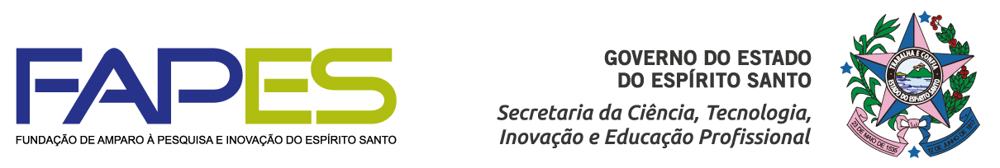 FAPES
FUNDAÇÃO DE AMPARO À PESQUISA E INOVAÇÃO DO ESPÍRITO SANTO
GOVERNO DO ESTADO
DO ESPÍRITO SANTO
Secretaria da Ciência, Tecnologia,
Inovação e Educação Profissional
TRABALHA E CONFIA
ESTADO DO ESPÍRITO SANTO
23 DE MAIO DE 1535
12 DE JUNHO DE 1817